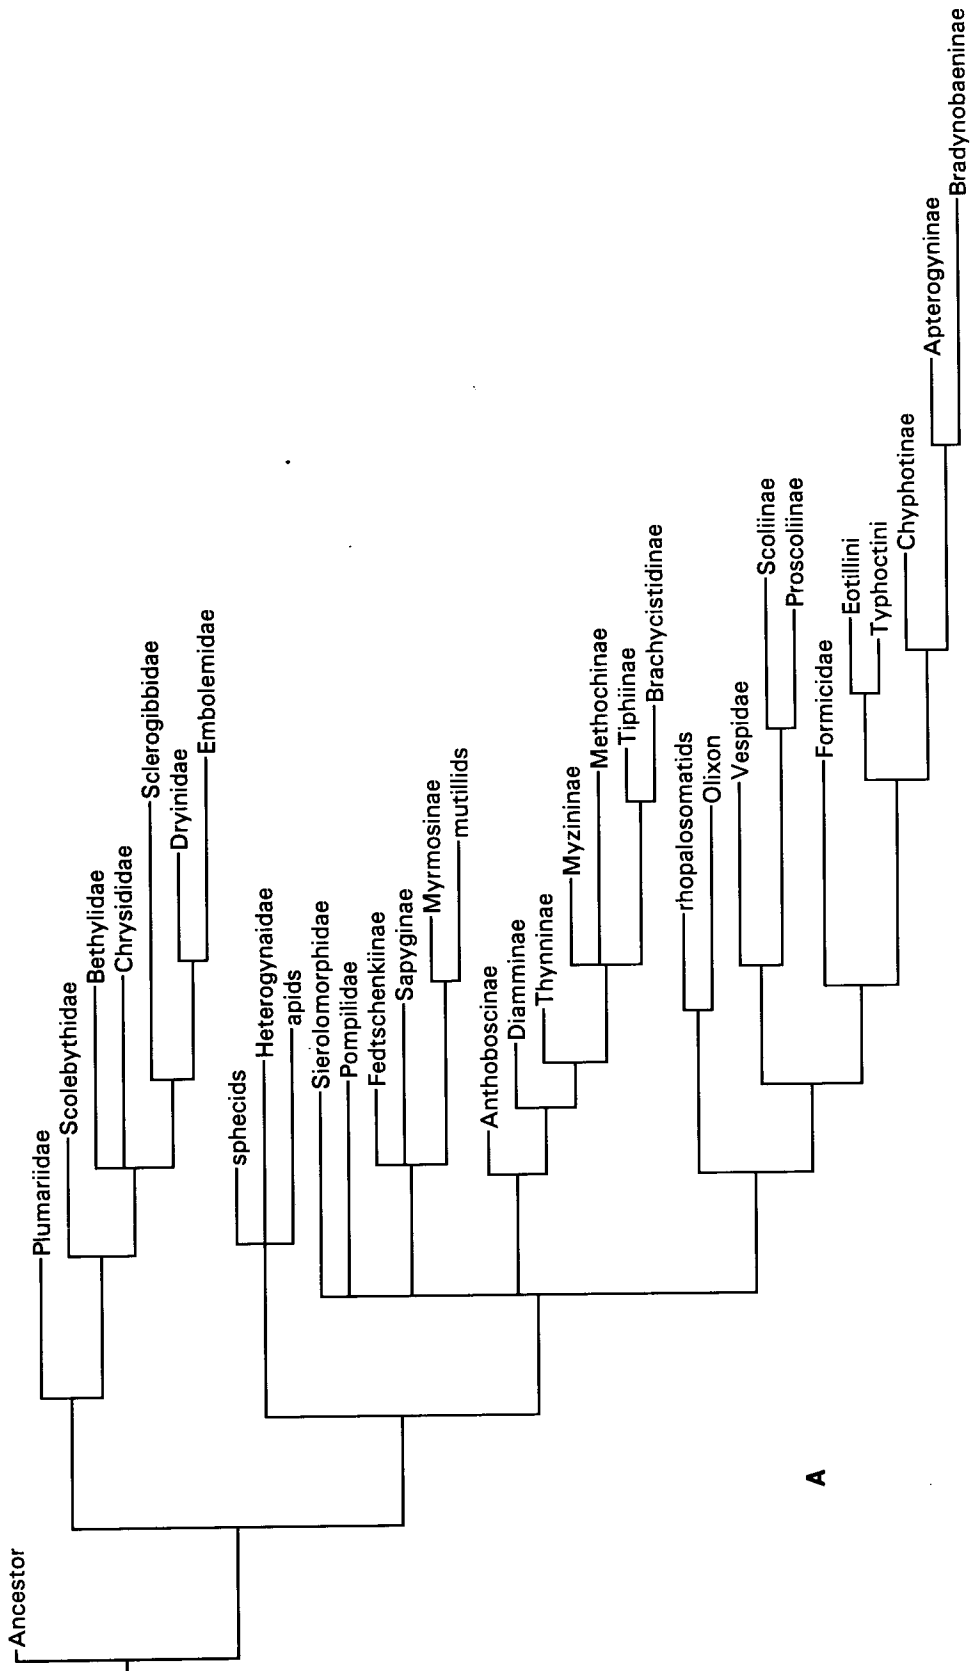 Ancestor
Plumariidae
Scolebythidae
Bethylidae
Chrysididae
Sclerogibbidae
Dryinidae
Embolemidae
sphecids
Heterogynaidae
apids
Sierolomorphidae
Pompilidae
Fedtschenkiinae
Sapyginae
Myrmosinae
mutillids
Anthoboscinae
Diamminae
Thynninae
Myzininae
Methochinae
Tiphiinae
Brachycistidinae
rhopalosomatids
Olixon
Vespidae
Scoliinae
Proscoliinae
Formicidae
Eotillini
Typhoctini
Chyphotinae
Apterogyninae
Bradynobaeninae
A